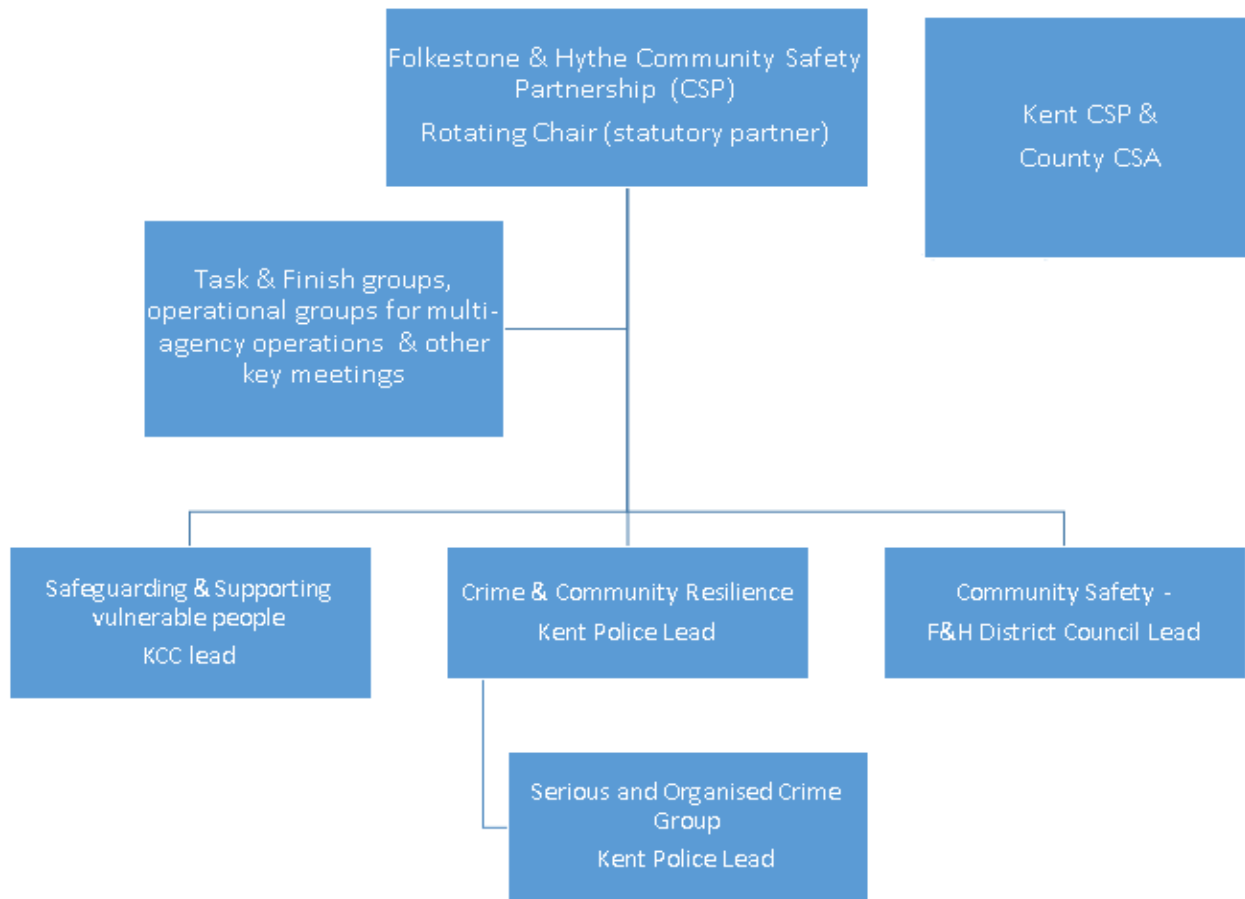 Folkestone & Hythe Community Safety
Partnership (CSP)
Rotating Chair (statutory partner)
Kent CSP &
County CSA
Task & Finish groups,
operational groups for multi-
agency operations & other
key meetings
Safeguarding & Supporting
vulnerable people
KCC lead
Crime & Community Resilience
Kent Police Lead
Community Safety -
F&H District Council Lead
Serious and Organised Crime
Group
Kent Police Lead